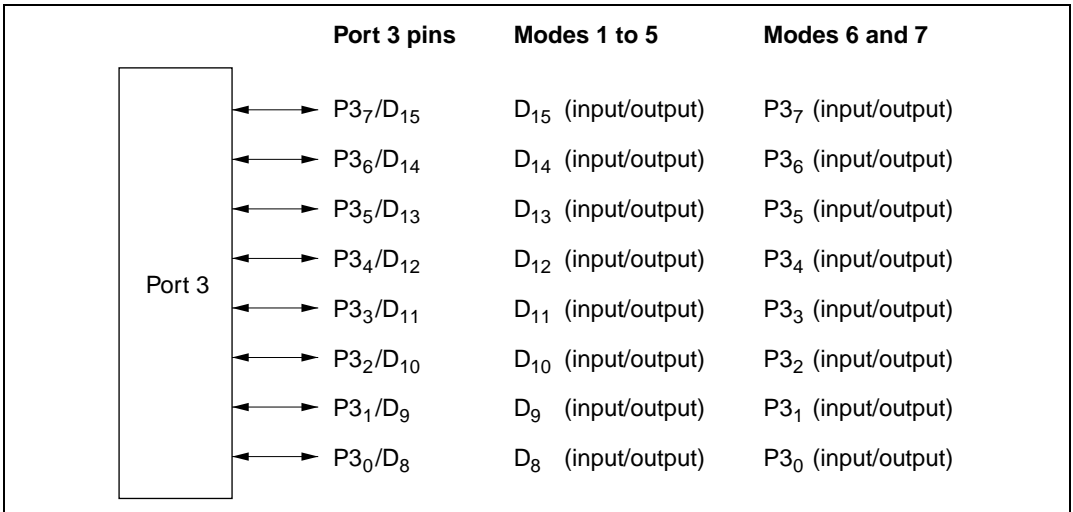 Port 3 pins Modes 1 to 5 Modes 6 and 7
P3₇/D₁₅ D₁₅ (input/output) P3₇ (input/output)
P3₆/D₁₄ D₁₄ (input/output) P3₆ (input/output)
P3₅/D₁₃ D₁₃ (input/output) P3₅ (input/output)
P3₄/D₁₂ D₁₂ (input/output) P3₄ (input/output)
Port 3
P3₃/D₁₁ D₁₁ (input/output) P3₃ (input/output)
P3₂/D₁₀ D₁₀ (input/output) P3₂ (input/output)
P3₁/D₉ D₉ (input/output) P3₁ (input/output)
P3₀/D₈ D₈ (input/output) P3₀ (input/output)